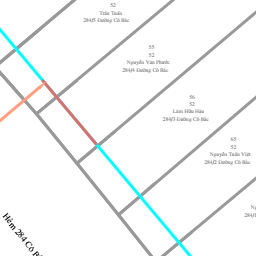 52
Trần Tuấn
284/5 Đường Cô Bắc
55
52
Nguyễn Văn Phước
284/4 Đường Cô Bắc
56
52
Lâm Hữu Hậu
284/3 Đường Cô Bắc
65
52
Nguyễn Tuấn Việt
284/2 Đường Cô Bắc
Hẻm 284 Cô